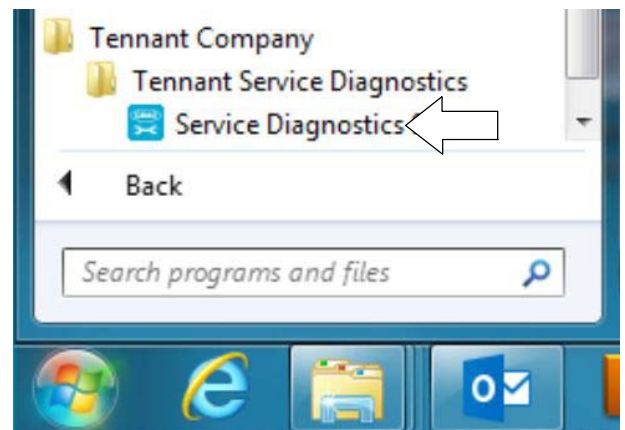 Tennant Company
Tennant Service Diagnostics
Service Diagnostics
Back
Search programs and files